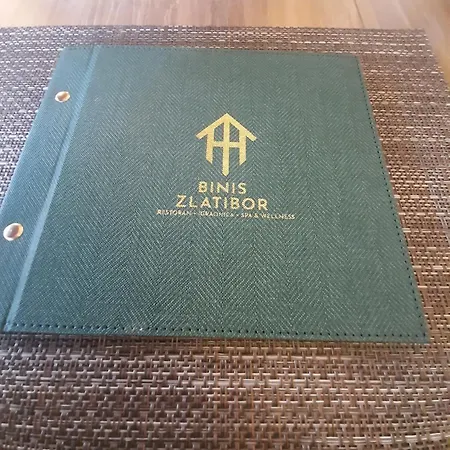 BINIS
ZLATIBOR
RESTORAN • IGRAONICA • SPA & WELLNESS